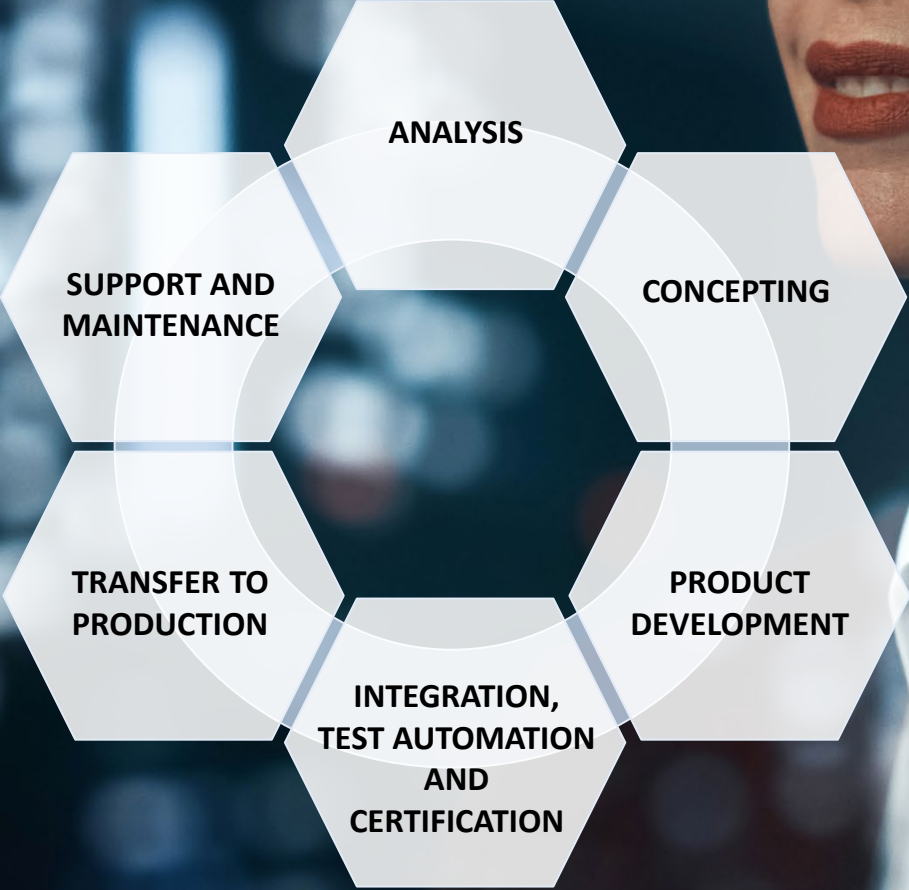 ANALYSIS
CONCEPTING
PRODUCT
DEVELOPMENT
INTEGRATION,
TEST AUTOMATION
AND
CERTIFICATION
TRANSFER TO
PRODUCTION
SUPPORT AND
MAINTENANCE